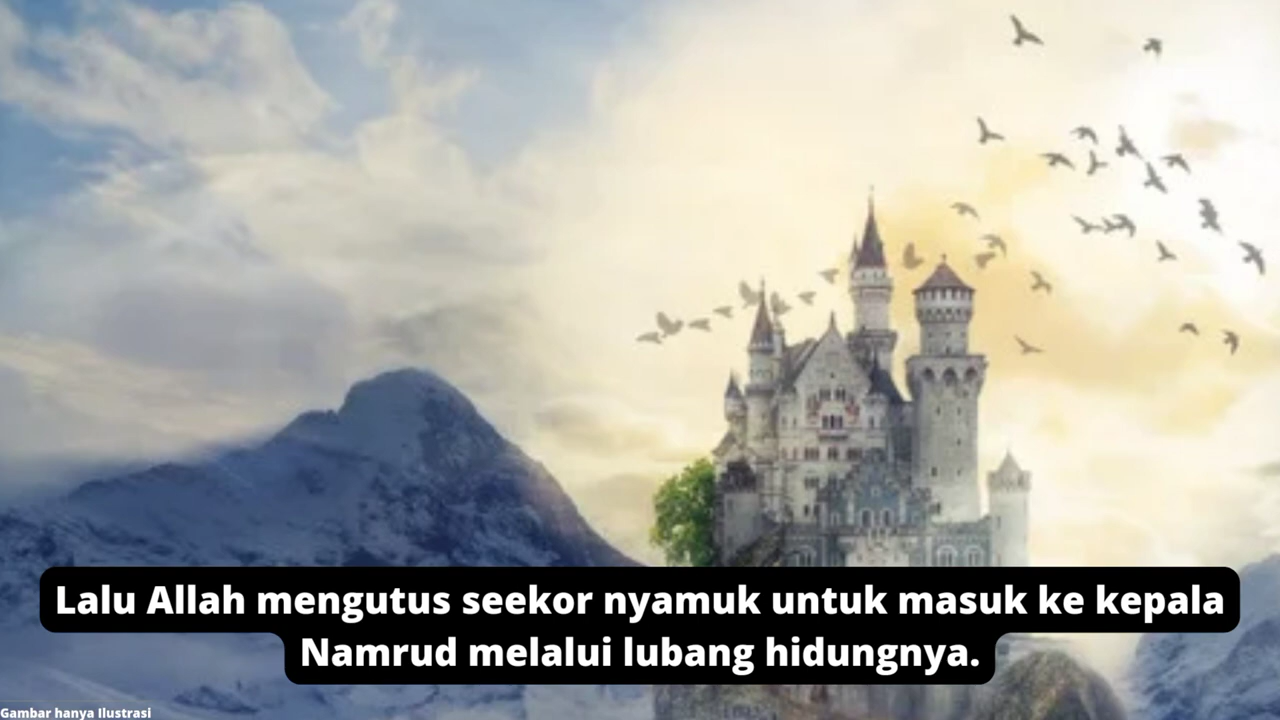 Lalu Allah mengutus seekor nyamuk untuk masuk ke kepala
Namrud melalui lubang hidungnya.
Gambar hanya Ilustrasi